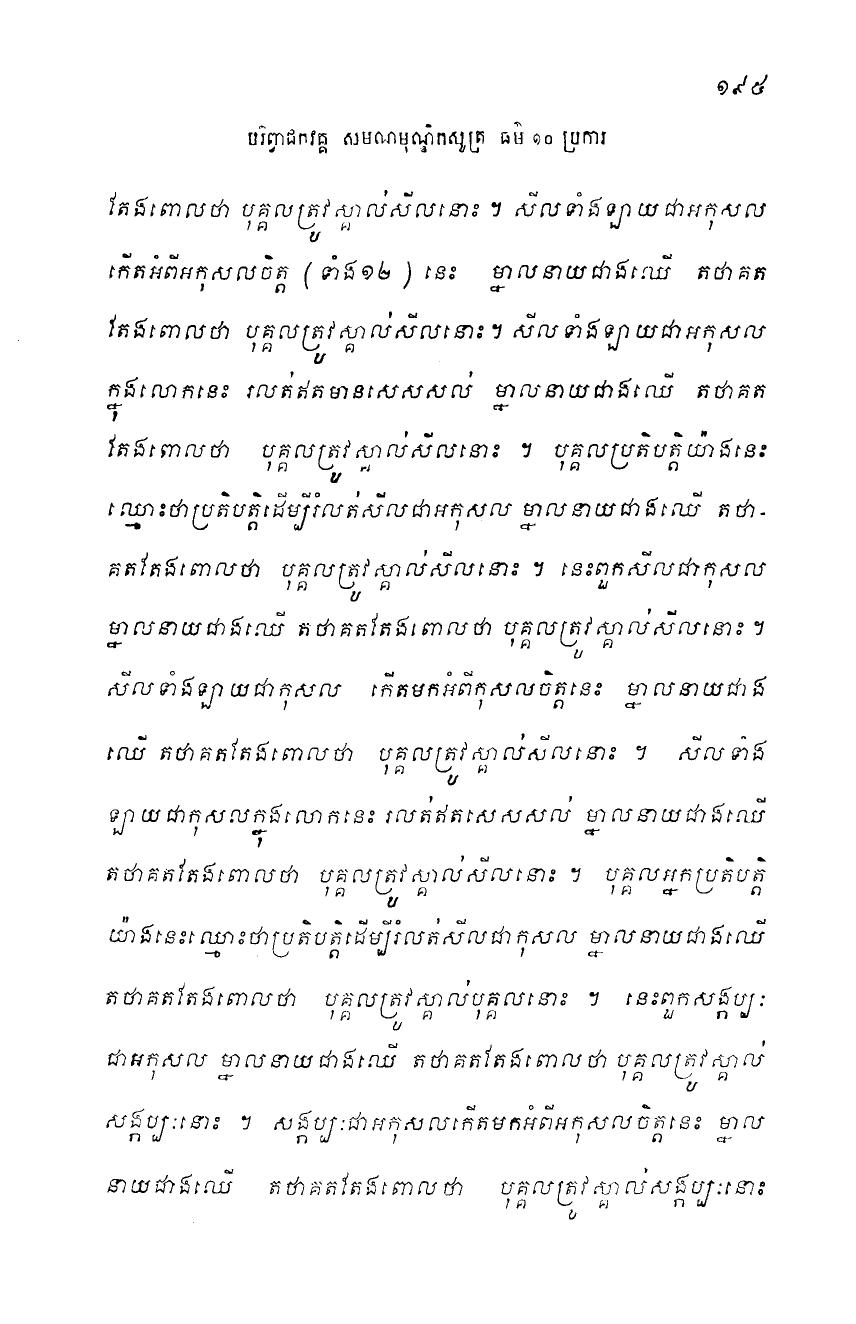 ១៩៥
បរិព្វាជកវគ្គ សមណមុណ្ឌិកសូត្រ ធម៌ ១០ ប្រការ
តែងពោលថា បុគ្គលត្រូវស្គាល់សីលនោះ ។ សីលទាំងឡាយជាអកុសល
កើតអំពីអកុសលចិត្ត ( ទាំង១២ ) នេះ ម្នាលនាយជាងឈើ តថាគត
តែងពោលថា បុគ្គលត្រូវស្គាល់សីលនោះ ។ សីលទាំងឡាយជាអកុសល
ក្នុងលោកនេះ រលត់ឥតមានសេសសល់ ម្នាលនាយជាងឈើ តថាគត
តែងពោលថា បុគ្គលត្រូវស្គាល់សីលនោះ ។ បុគ្គលប្រតិបត្តិយ៉ាងនេះ
ឈ្មោះថាប្រតិបត្តិដើម្បីរំលត់សីលជាអកុសល ម្នាលនាយជាងឈើ តថា-
គតតែងពោលថា បុគ្គលត្រូវស្គាល់សីលនោះ ។ នេះពួកសីលជាកុសល
ម្នាលនាយជាងឈើ តថាគតតែងពោលថា បុគ្គលត្រូវស្គាល់សីលនោះ ។
សីលទាំងឡាយជាកុសល កើតមកអំពីកុសលចិត្តនេះ ម្នាលនាយជាង
ឈើ តថាគតតែងពោលថា បុគ្គលត្រូវស្គាល់សីលនោះ ។ សីលទាំង
ឡាយជាកុសលក្នុងលោកនេះ រលត់ឥតសេសសល់ ម្នាលនាយជាងឈើ
តថាគតតែងពោលថា បុគ្គលត្រូវស្គាល់សីលនោះ ។ បុគ្គលអ្នកប្រតិបត្តិ
យ៉ាងនេះឈ្មោះថាប្រតិបត្តិដើម្បីរំលត់សីលជាកុសល ម្នាលនាយជាងឈើ
តថាគតតែងពោលថា បុគ្គលត្រូវស្គាល់បុគ្គលនោះ ។ នេះពួកសង្កប្បៈ
ជាអកុសល ម្នាលនាយជាងឈើ តថាគតតែងពោលថា បុគ្គលត្រូវស្គាល់
សង្កប្បៈនោះ ។ សង្កប្បៈជាអកុសលកើតមកអំពីអកុសលចិត្តនេះ ម្នាល
នាយជាងឈើ តថាគតតែងពោលថា បុគ្គលត្រូវស្គាល់សង្កប្បៈនោះ